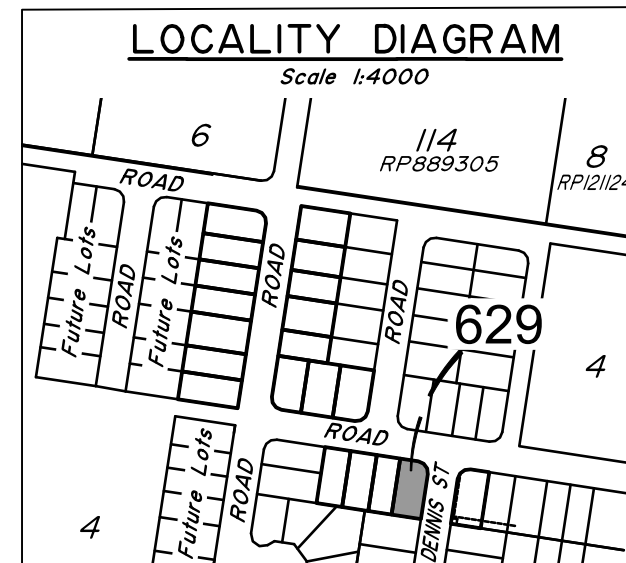 LOCALITY DIAGRAM
Scale 1:4000
6
114
RP889305
8
RP121124
ROAD
Future Lots
ROAD
Future Lots
ROAD
ROAD
629
4
ROAD
Future Lots
ROAD
DENNIS ST
4